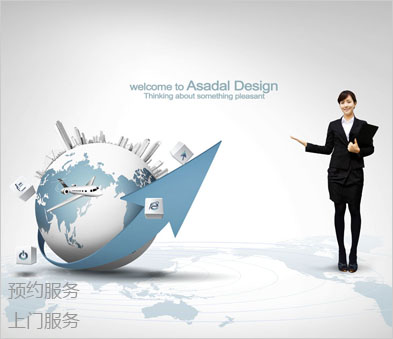 welcome to Asadal Design
Thinking about something pleasant
预约服务
上门服务